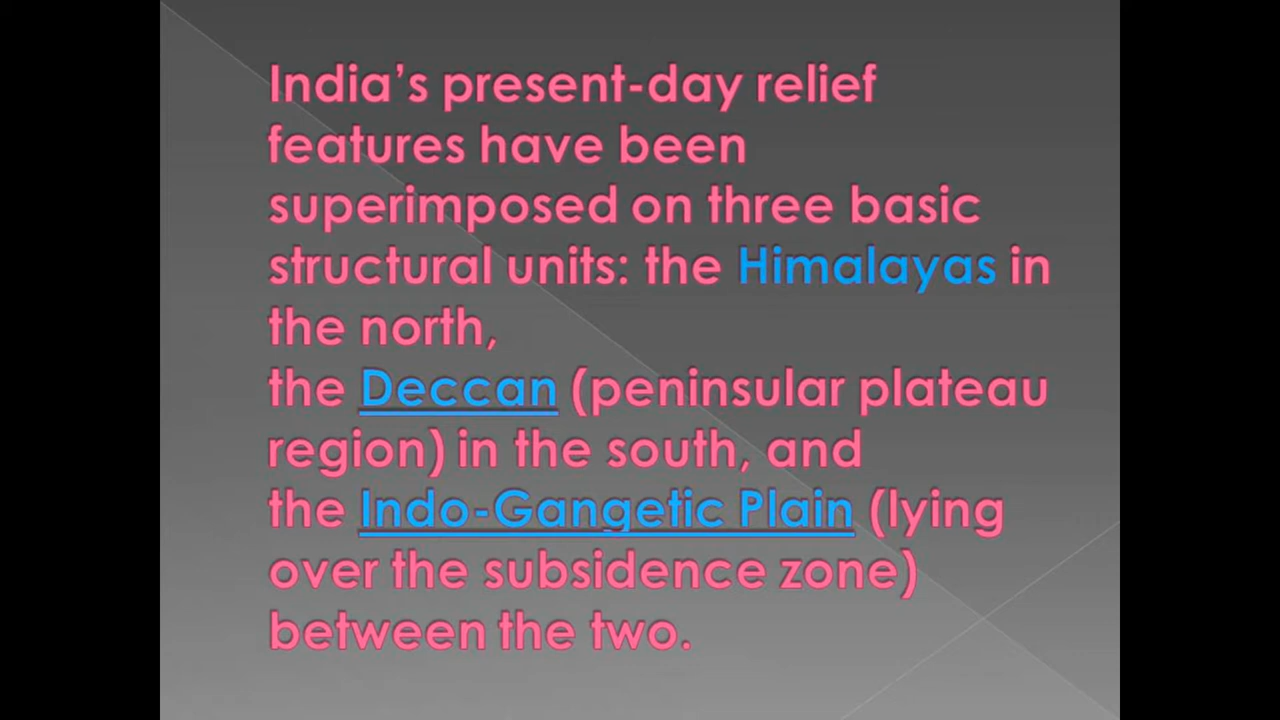 India’s present-day relief
features have been
superimposed on three basic
structural units: the Himalayas in
the north,
the Deccan (peninsular plateau
region) in the south, and
the Indo-Gangetic Plain (lying
over the subsidence zone)
between the two.